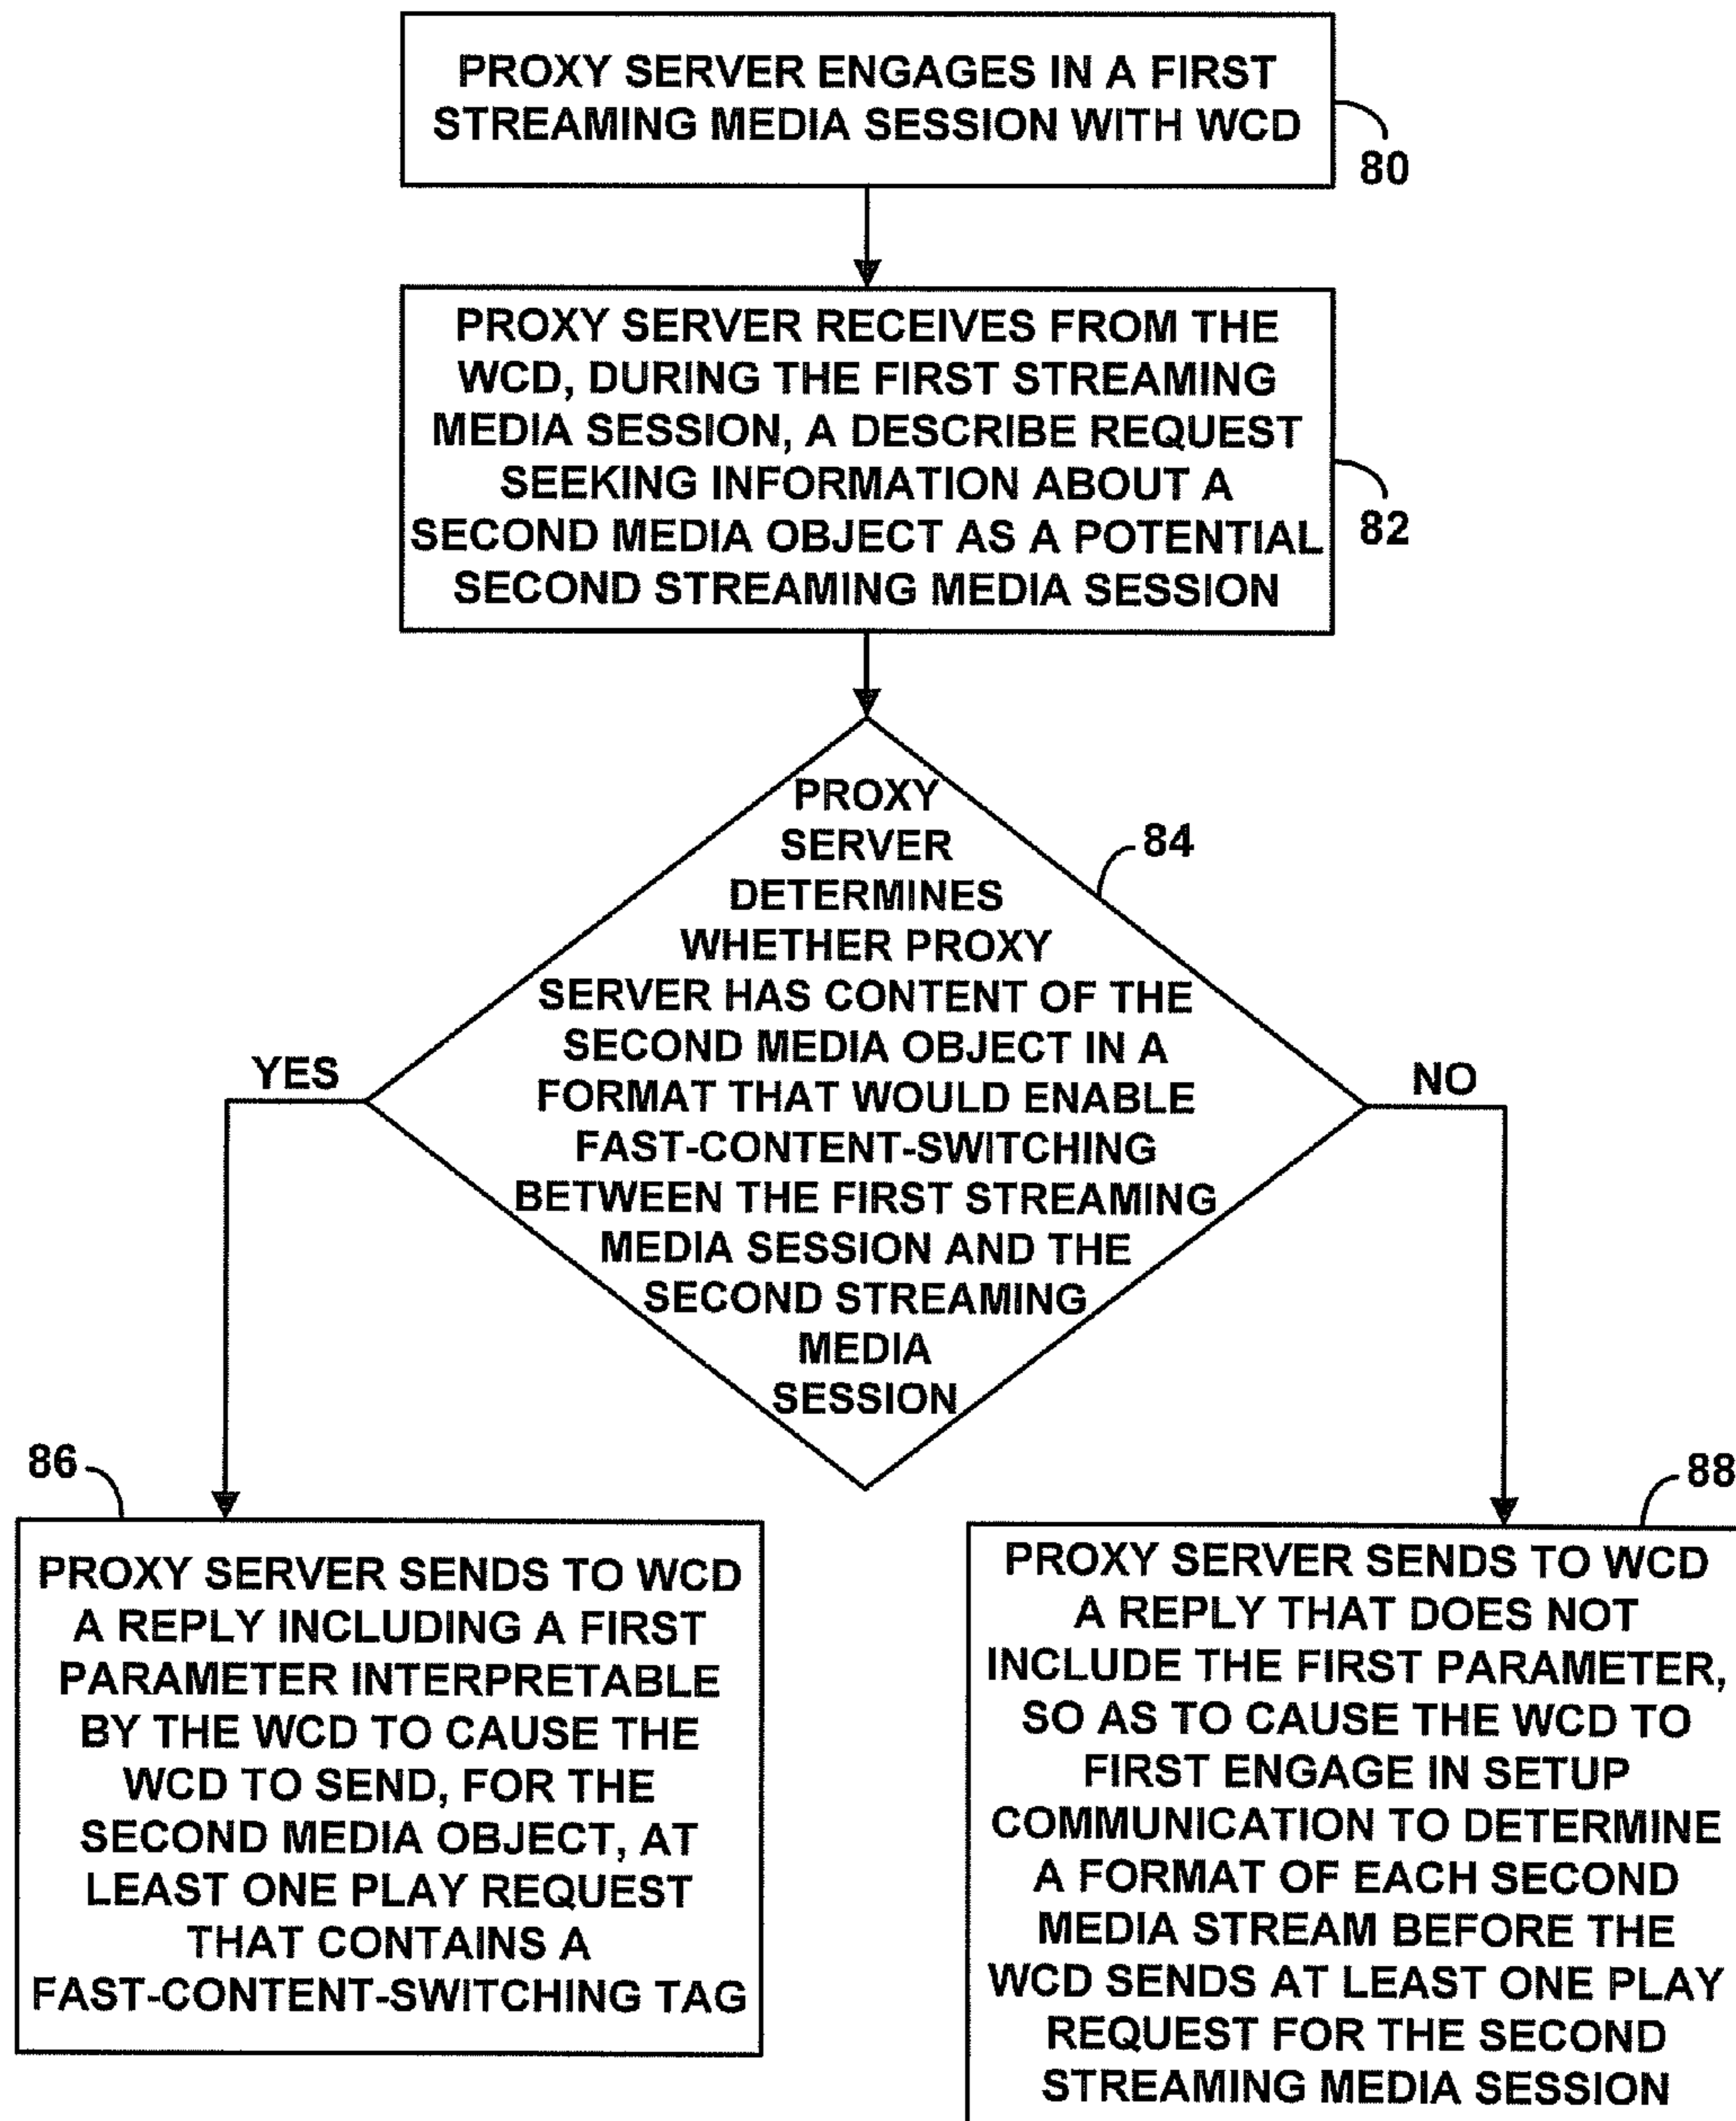 PROXY SERVER ENGAGES IN A FIRST
STREAMING MEDIA SESSION WITH WCD
80
PROXY SERVER RECEIVES FROM THE
WCD, DURING THE FIRST STREAMING
MEDIA SESSION, A DESCRIBE REQUEST
SEEKING INFORMATION ABOUT A
SECOND MEDIA OBJECT AS A POTENTIAL
SECOND STREAMING MEDIA SESSION
82
PROXY
SERVER
DETERMINES
WHETHER PROXY
SERVER HAS CONTENT OF THE
SECOND MEDIA OBJECT IN A
FORMAT THAT WOULD ENABLE
FAST-CONTENT-SWITCHING
BETWEEN THE FIRST STREAMING
MEDIA SESSION AND THE
SECOND STREAMING
MEDIA
SESSION
84
YES
NO
86
PROXY SERVER SENDS TO WCD
A REPLY INCLUDING A FIRST
PARAMETER INTERPRETABLE
BY THE WCD TO CAUSE THE
WCD TO SEND, FOR THE
SECOND MEDIA OBJECT, AT
LEAST ONE PLAY REQUEST
THAT CONTAINS A
FAST-CONTENT-SWITCHING TAG
88
PROXY SERVER SENDS TO WCD
A REPLY THAT DOES NOT
INCLUDE THE FIRST PARAMETER,
SO AS TO CAUSE THE WCD TO
FIRST ENGAGE IN SETUP
COMMUNICATION TO DETERMINE
A FORMAT OF EACH SECOND
MEDIA STREAM BEFORE THE
WCD SENDS AT LEAST ONE PLAY
REQUEST FOR THE SECOND
STREAMING MEDIA SESSION